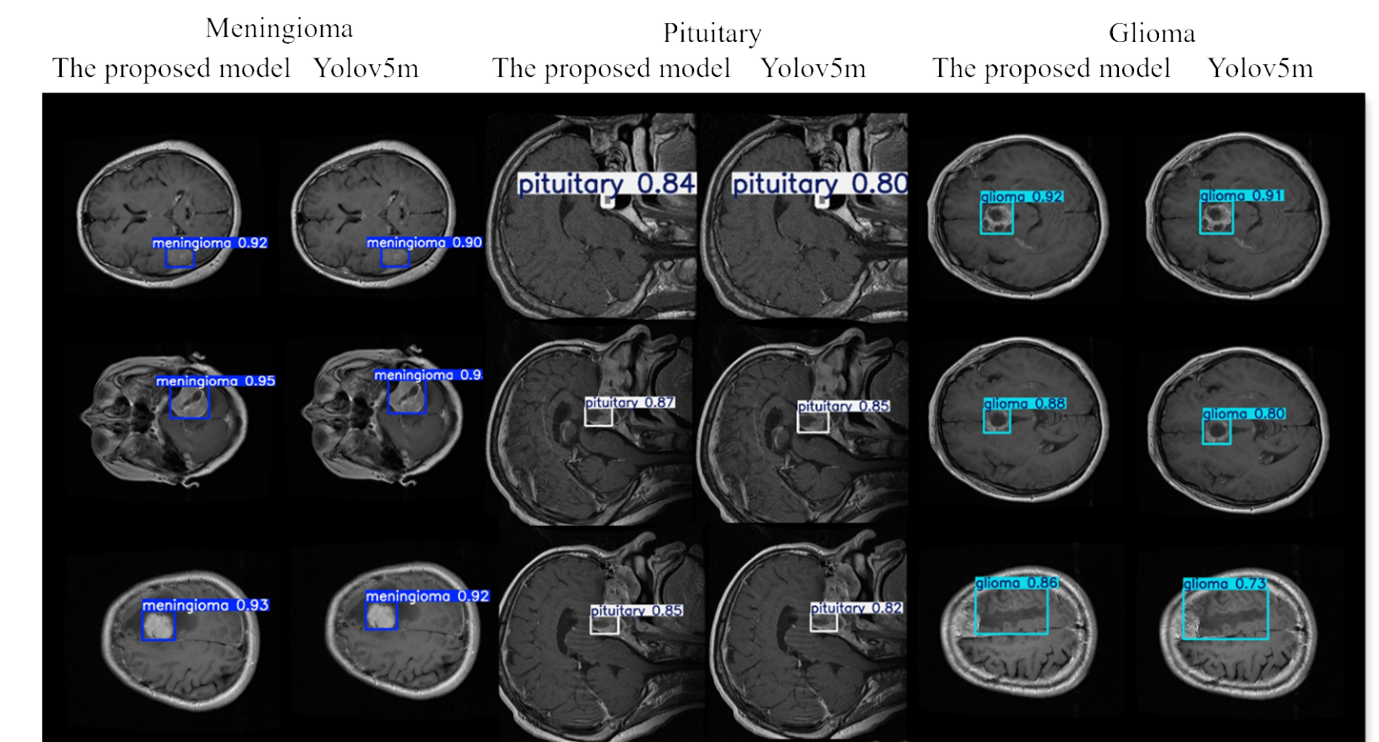 Meningioma Pituitary Glioma
The proposed model Yolov5m The proposed model Yolov5m The proposed model Yolov5m
pituitary 0.84 pituitary 0.80 glioma 0.92 glioma 0.91
meningioma 0.92 meningioma 0.90
meningioma 0.95 meningioma 0.9 pituitary 0.87 pituitary 0.85 glioma 0.88 glioma 0.80
meningioma 0.93 meningioma 0.92 pituitary 0.85 pituitary 0.82 glioma 0.86 glioma 0.73